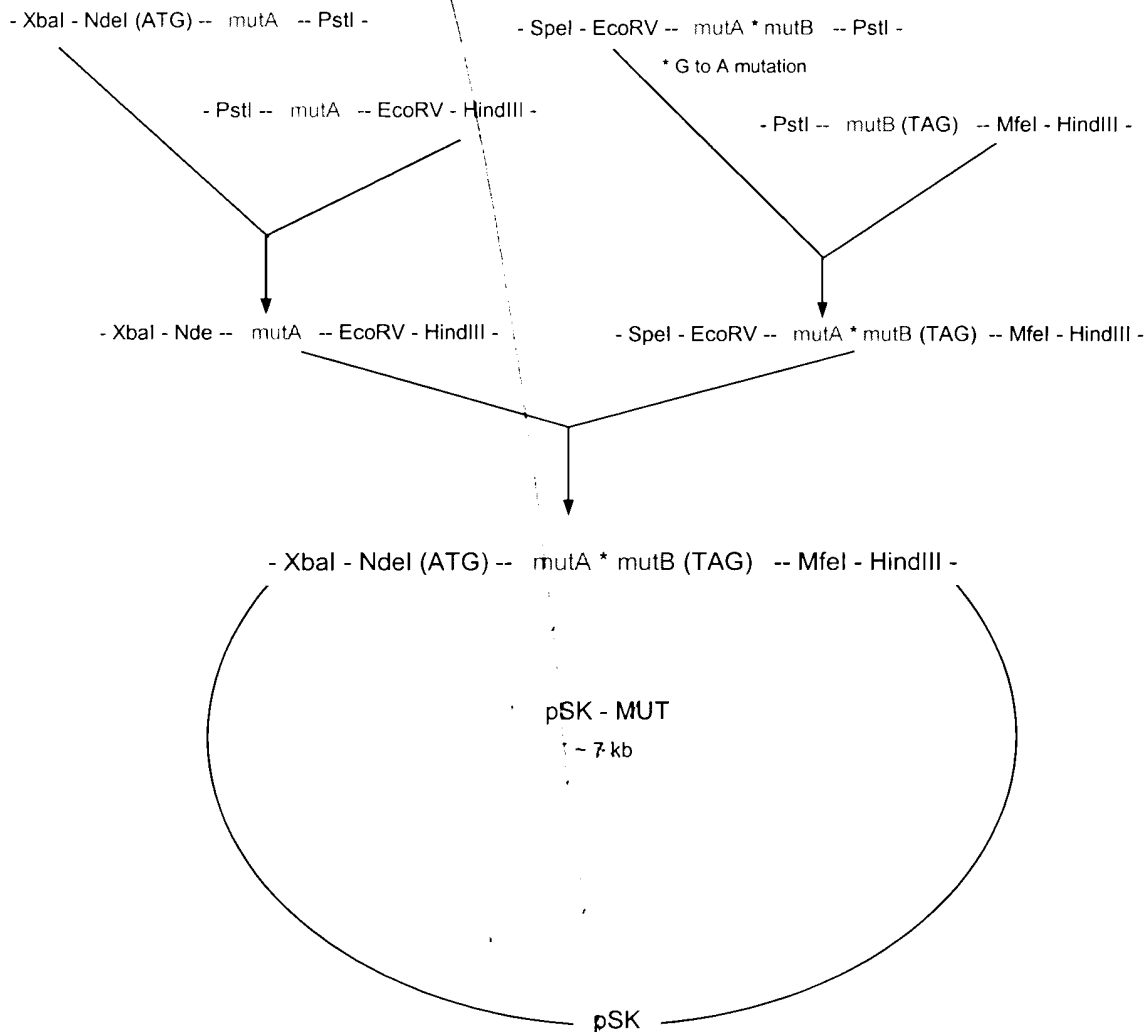 - XbaI - NdeI (ATG) -- mutA -- PstI -
- SpeI - EcoRV -- mutA * mutB -- PstI -
* G to A mutation
- PstI -- mutA -- EcoRV - HindIII -
- PstI -- mutB (TAG) -- MfeI - HindIII -
- XbaI - Nde -- mutA -- EcoRV - HindIII -
- SpeI - EcoRV -- mutA * mutB (TAG) -- MfeI - HindIII -
- XbaI - NdeI (ATG) -- mutA * mutB (TAG) -- MfeI - HindIII -
pSK - MUT
~ 7 kb
pSK